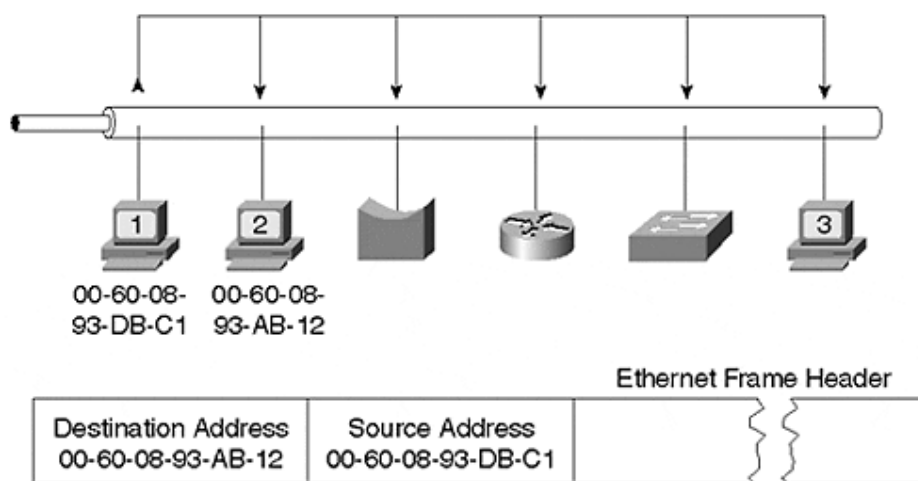 1
2
3
00-60-08-
93-DB-C1
00-60-08-
93-AB-12
Ethernet Frame Header
Destination Address
00-60-08-93-AB-12
Source Address
00-60-08-93-DB-C1